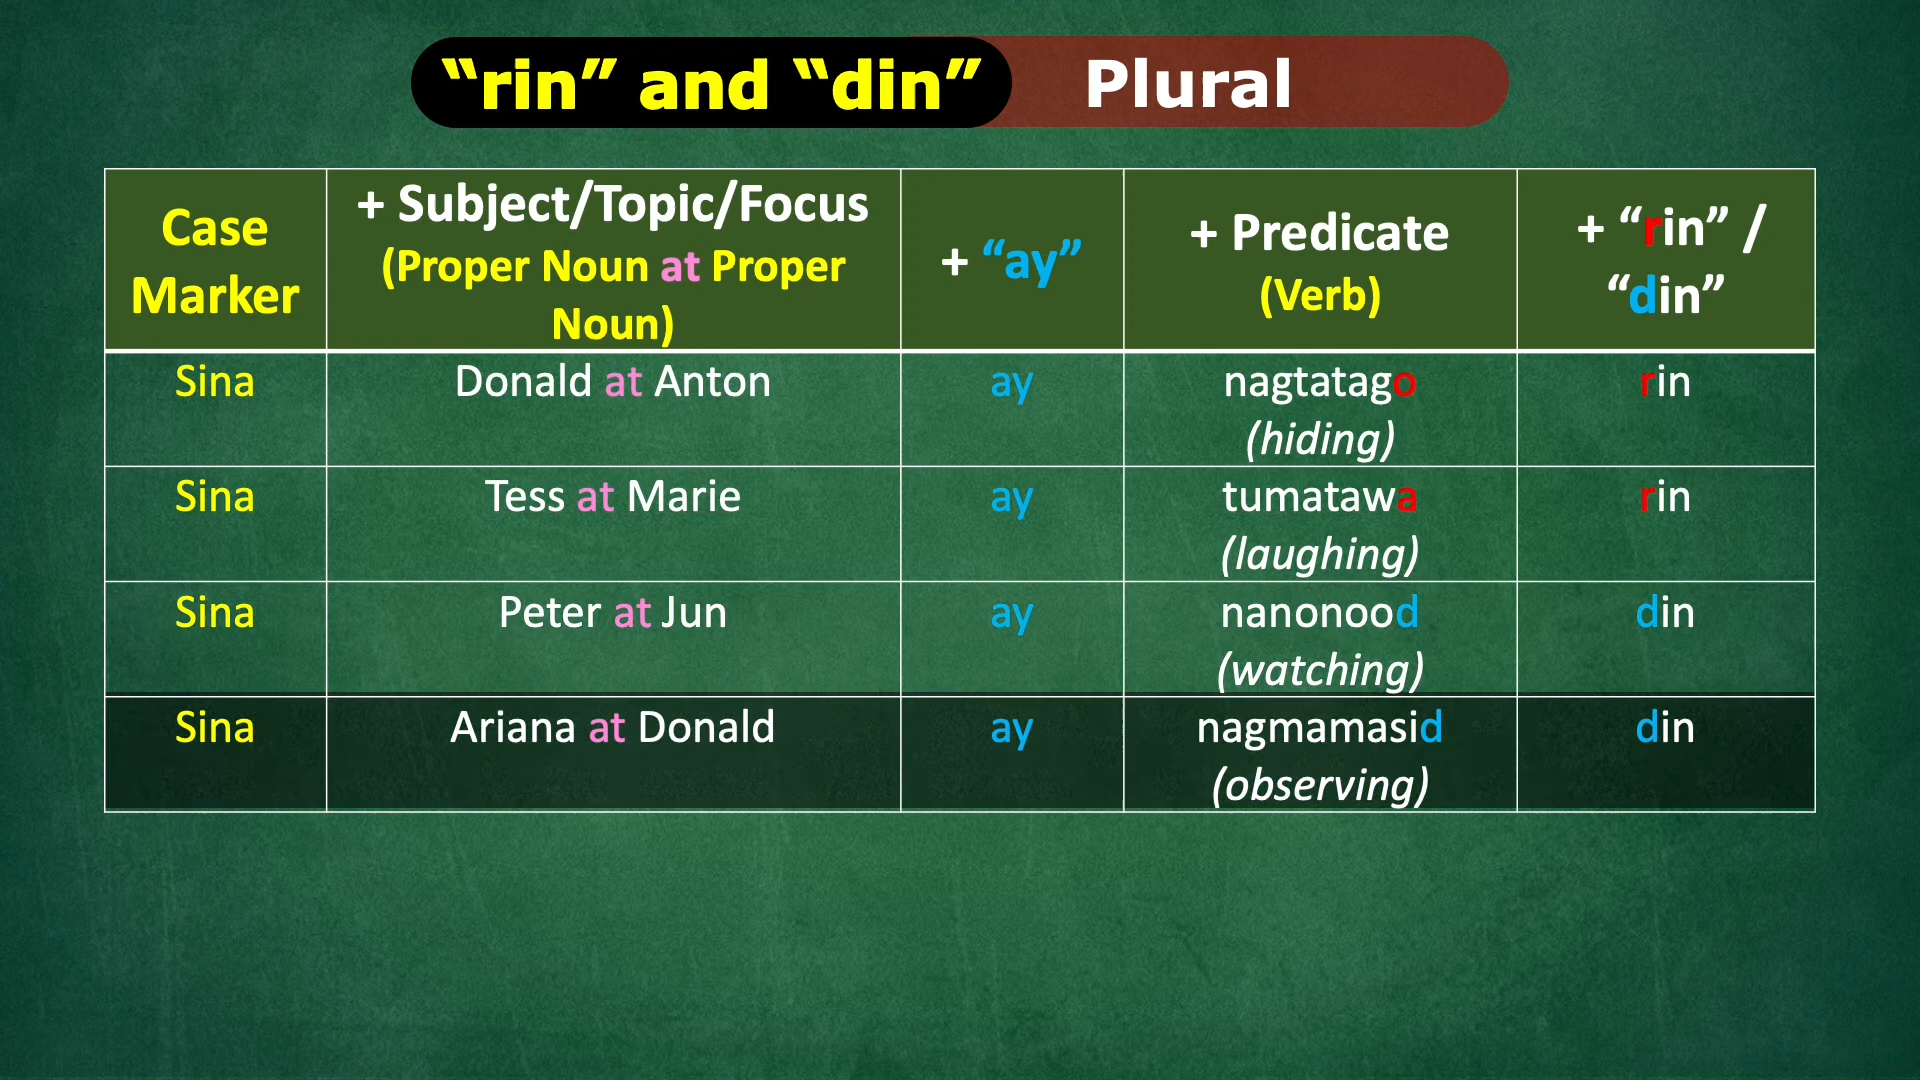 “rin” and “din” Plural
Case
Marker
+ Subject/Topic/Focus
(Proper Noun at Proper
Noun)
+ “ay”
+ Predicate
(Verb)
+ “rin” /
“din”
Sina Donald at Anton ay nagtatago rin
(hiding)
Sina Tess at Marie ay tumatawa rin
(laughing)
Sina Peter at Jun ay nanonood din
(watching)
Sina Ariana at Donald ay nagmamasid din
(observing)